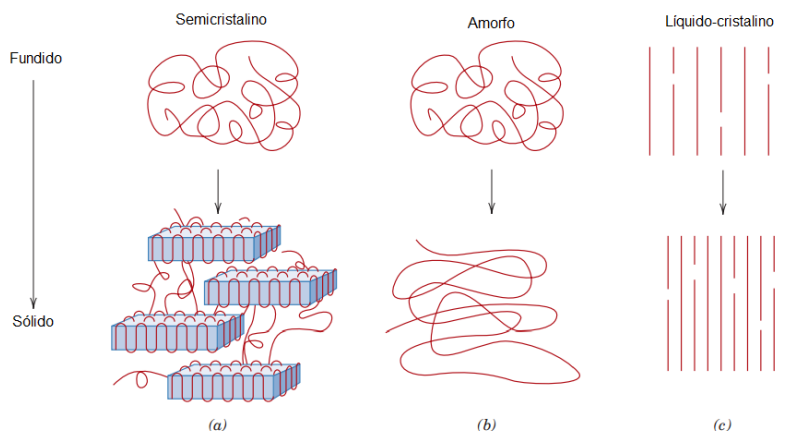 Semicristalino
Amorfo
Líquido-cristalino
Fundido
Sólido
(a)
(b)
(c)